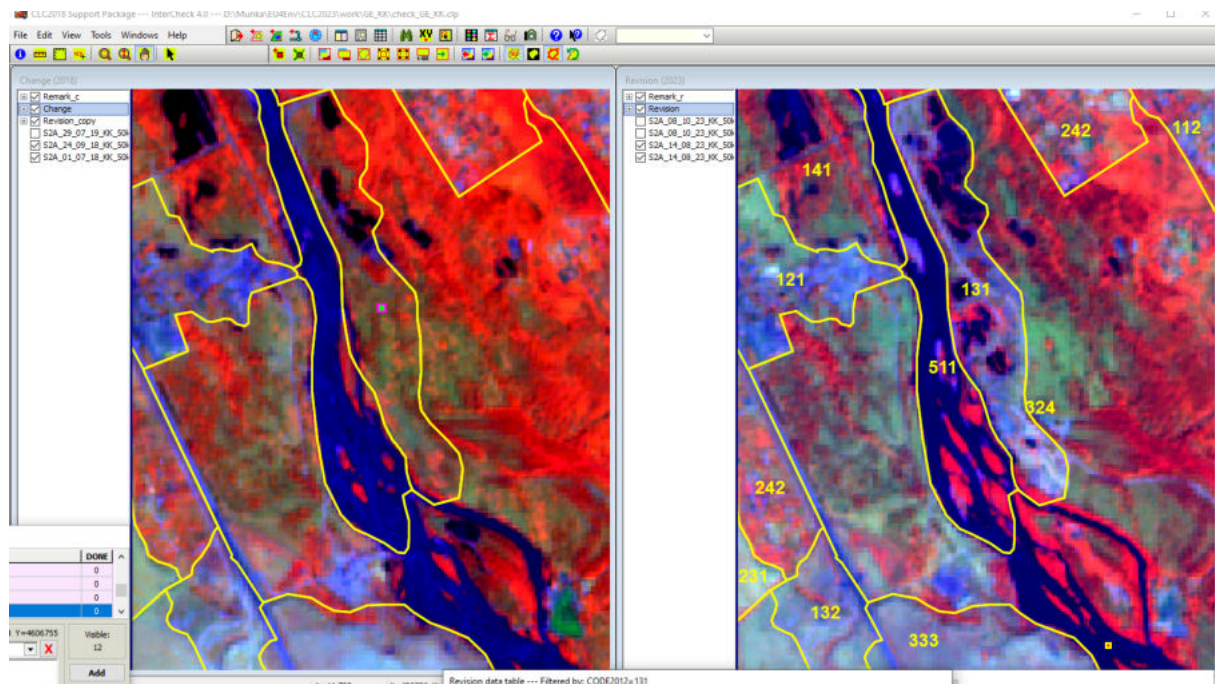 CLC2018 Support Package --- InterCheck 4.0 --- D:\Munka\EU4Env\CLC2023\work\GE_KK\check_GE_KK.clp
File Edit View Tools Windows Help
Change (2018)
Remark_c
Change
Revision_copy
S2A_29_07_19_KK_50k
S2A_24_09_18_KK_50k
S2A_01_07_18_KK_50k
Revision (2023)
Remark_r
Revision
S2A_08_10_23_KK_50k
S2A_08_10_23_KK_50k
S2A_14_08_23_KK_50k
S2A_14_08_23_KK_50k
242
112
141
121
131
511
324
242
231
132
333
DONE
0
0
0
0
Y=4606755
Visible:
12
Add
Revision data table --- Filtered by: CODE2012=131